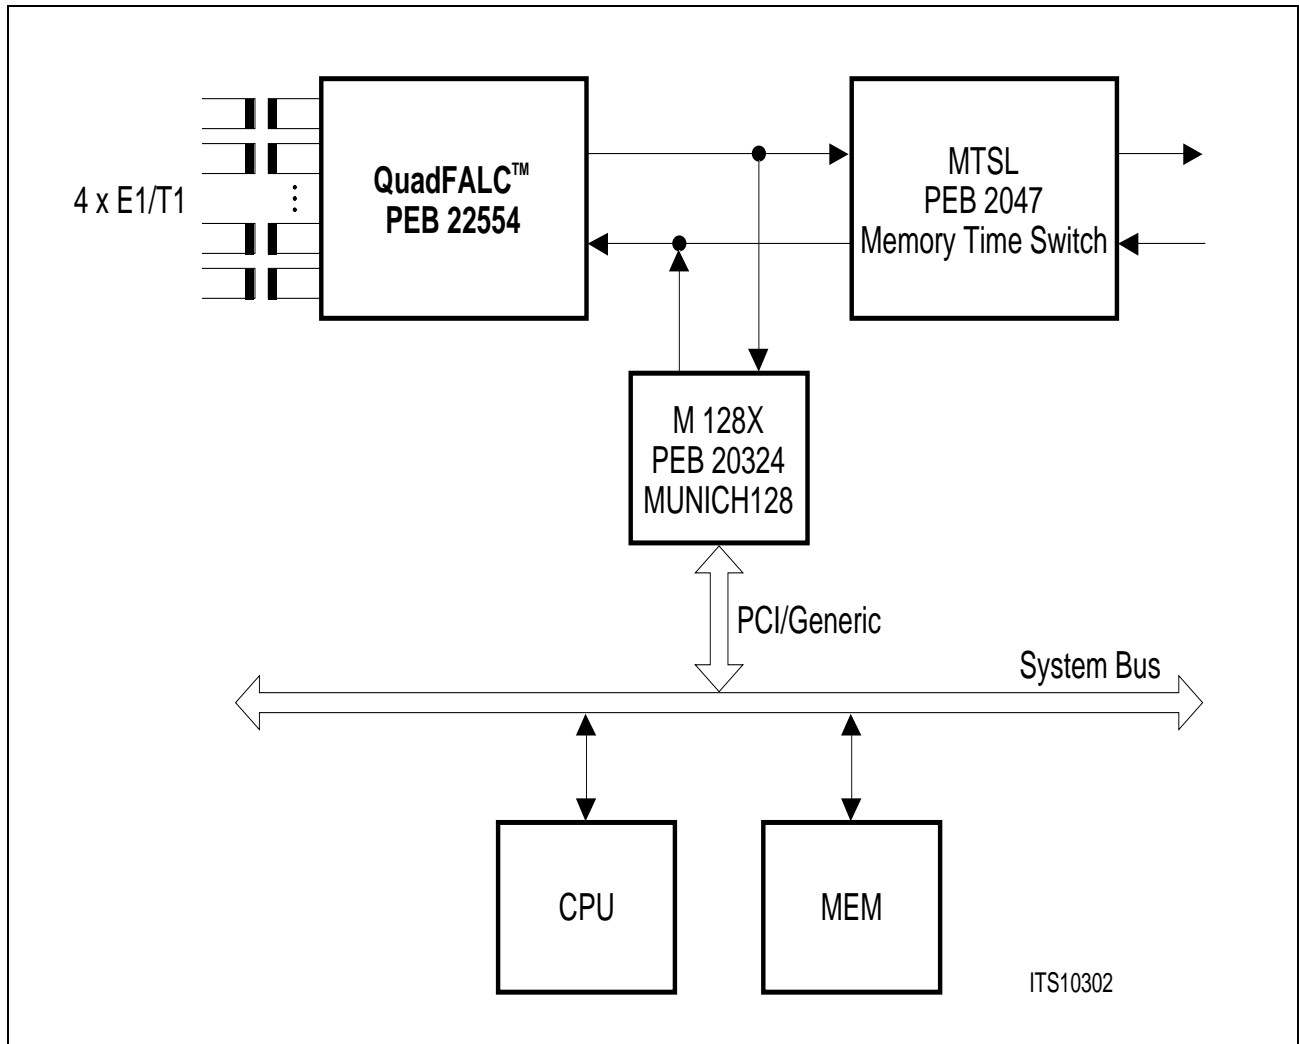 4 x E1/T1
QuadFALC™
PEB 22554
MTSL
PEB 2047
Memory Time Switch
M 128X
PEB 20324
MUNICH128
PCI/Generic
System Bus
CPU
MEM
ITS10302